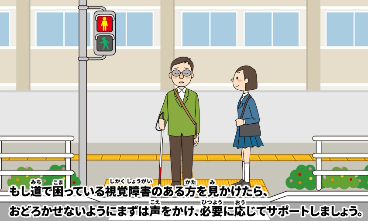 もし道で困っている視覚障害のある方を見かけたら、
おどろかせないようにまずは声をかけ、必要に応じてサポートしましょう。